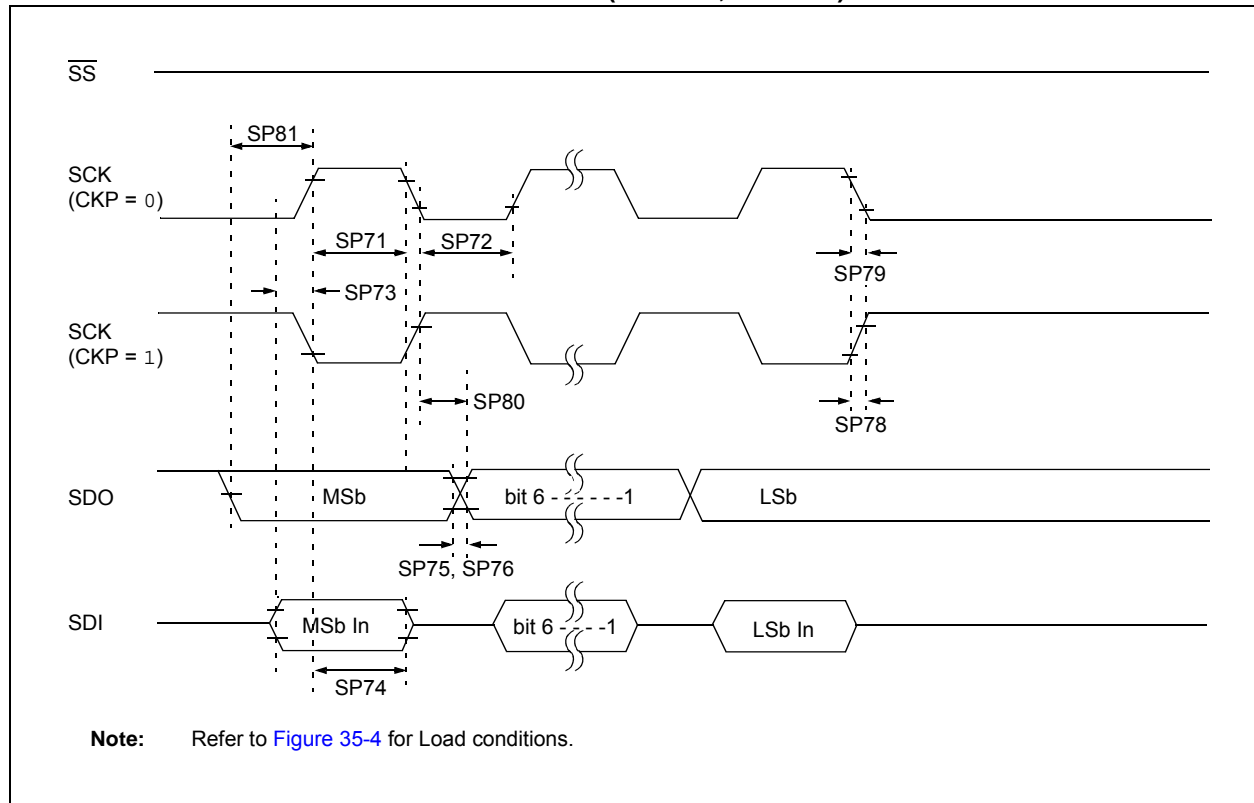 SS
SP81
SCK
(CKP = 0)
SP71
SP72
SP79
SP73
SCK
(CKP = 1)
SP80
SP78
SDO
MSb
bit 6 - - - - - -1
LSb
SP75, SP76
SDI
MSb In
bit 6 - - - - -1
LSb In
SP74
Note: Refer to Figure 35-4 for Load conditions.